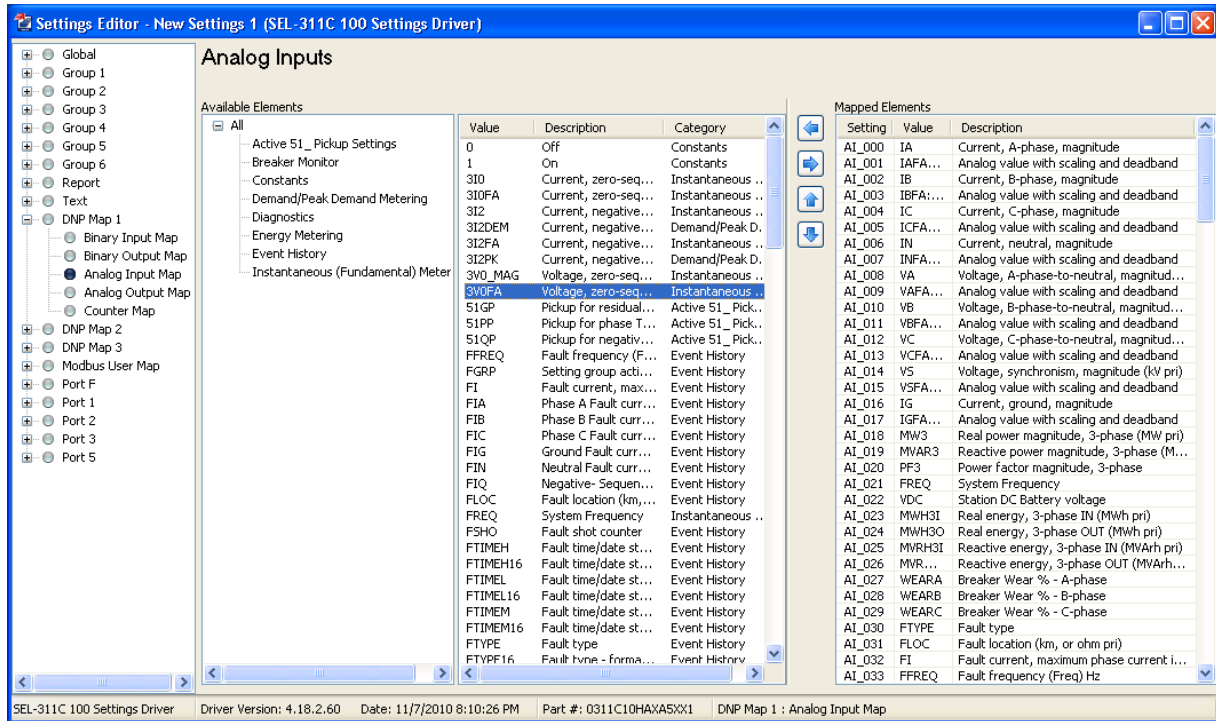 Settings Editor - New Settings 1 (SEL-311C 100 Settings Driver)
Global
Group 1
Group 2
Group 3
Group 4
Group 5
Group 6
Report
Text
DNP Map 1
Binary Input Map
Binary Output Map
Analog Input Map
Analog Output Map
Counter Map
DNP Map 2
DNP Map 3
Modbus User Map
Port F
Port 1
Port 2
Port 3
Port 5
Analog Inputs
Available Elements
All
Active 51_ Pickup Settings
Breaker Monitor
Constants
Demand/Peak Demand Metering
Diagnostics
Energy Metering
Event History
Instantaneous (Fundamental) Meter
Value Description Category
0 Off Constants
1 On Constants
3I0 Current, zero-seq... Instantaneous ..
3I0FA Current, zero-seq... Instantaneous ..
3I2 Current, negative... Instantaneous ..
3I2DEM Current, negative... Demand/Peak D.
3I2FA Current, negative... Instantaneous ..
3I2PK Current, negative... Demand/Peak D.
3V0_MAG Voltage, zero-seq... Instantaneous ..
3V0FA Voltage, zero-seq... Instantaneous ..
51GP Pickup for residual... Active 51_ Pick..
51PP Pickup for phase T... Active 51_ Pick..
51QP Pickup for negativ... Active 51_ Pick..
FFREQ Fault frequency (F... Event History
FGRP Setting group acti... Event History
FI Fault current, max... Event History
FIA Phase A Fault curr... Event History
FIB Phase B Fault curr... Event History
FIC Phase C Fault curr... Event History
FIG Ground Fault curr... Event History
FIN Neutral Fault curr... Event History
FIQ Negative- Sequen... Event History
FLOC Fault location (km,... Event History
FREQ System Frequency Instantaneous ..
FSHO Fault shot counter Event History
FTIMEH Fault time/date st... Event History
FTIMEH16 Fault time/date st... Event History
FTIMEL Fault time/date st... Event History
FTIMEL16 Fault time/date st... Event History
FTIMEM Fault time/date st... Event History
FTIMEM16 Fault time/date st... Event History
FTYPE Fault type Event History
FTYPE16 Fault type - forma... Event History
Mapped Elements
Setting Value Description
AI_000 IA Current, A-phase, magnitude
AI_001 IAFA... Analog value with scaling and deadband
AI_002 IB Current, B-phase, magnitude
AI_003 IBFA:... Analog value with scaling and deadband
AI_004 IC Current, C-phase, magnitude
AI_005 ICFA... Analog value with scaling and deadband
AI_006 IN Current, neutral, magnitude
AI_007 INFA... Analog value with scaling and deadband
AI_008 VA Voltage, A-phase-to-neutral, magnitud...
AI_009 VAFA... Analog value with scaling and deadband
AI_010 VB Voltage, B-phase-to-neutral, magnitud...
AI_011 VBFA... Analog value with scaling and deadband
AI_012 VC Voltage, C-phase-to-neutral, magnitud...
AI_013 VCFA... Analog value with scaling and deadband
AI_014 VS Voltage, synchronism, magnitude (kV pri)
AI_015 VSFA... Analog value with scaling and deadband
AI_016 IG Current, ground, magnitude
AI_017 IGFA... Analog value with scaling and deadband
AI_018 MW3 Real power magnitude, 3-phase (MW pri)
AI_019 MVAR3 Reactive power magnitude, 3-phase (M...
AI_020 PF3 Power factor magnitude, 3-phase
AI_021 FREQ System Frequency
AI_022 VDC Station DC Battery voltage
AI_023 MWH3I Real energy, 3-phase IN (MWh pri)
AI_024 MWH3O Real energy, 3-phase OUT (MWh pri)
AI_025 MVRH3I Reactive energy, 3-phase IN (MVArh pri)
AI_026 MVR... Reactive energy, 3-phase OUT (MVArh...
AI_027 WEARA Breaker Wear % - A-phase
AI_028 WEARB Breaker Wear % - B-phase
AI_029 WEARC Breaker Wear % - C-phase
AI_030 FTYPE Fault type
AI_031 FLOC Fault location (km, or ohm pri)
AI_032 FI Fault current, maximum phase current i...
AI_033 FFREQ Fault frequency (Freq) Hz
SEL-311C 100 Settings Driver Driver Version: 4.18.2.60 Date: 11/7/2010 8:10:26 PM Part #: 0311C10HAXA5XX1 DNP Map 1 : Analog Input Map